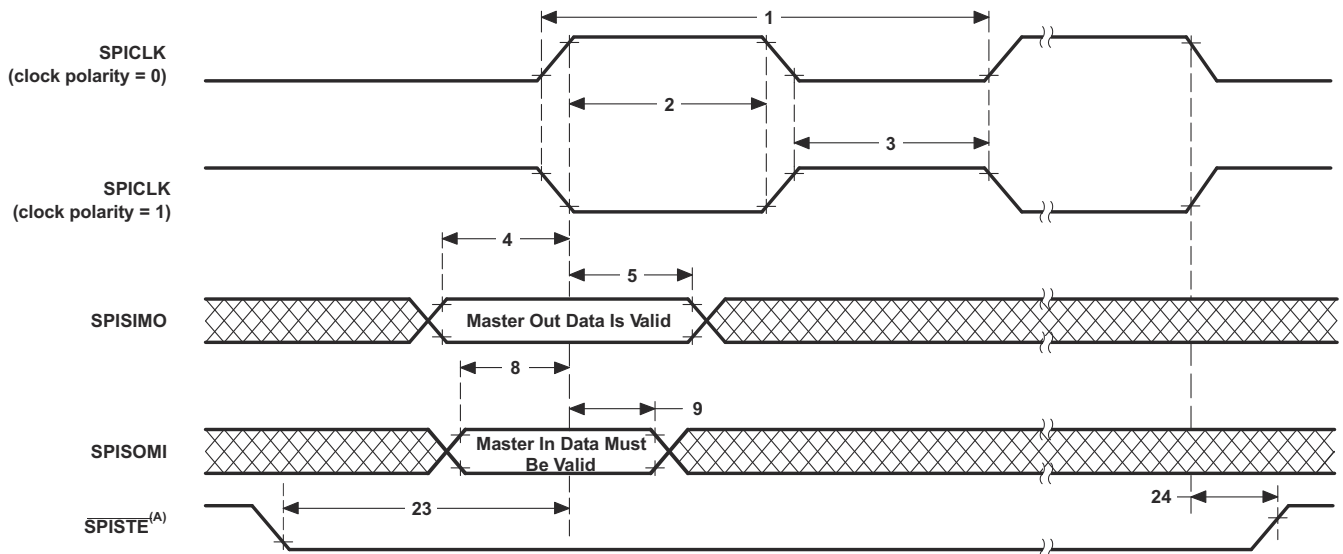 1
SPICLK
(clock polarity = 0)
2
3
SPICLK
(clock polarity = 1)
4
5
SPISIMO
Master Out Data Is Valid
8
9
SPISOMI
Master In Data Must
Be Valid
23
24
SPISTE(A)